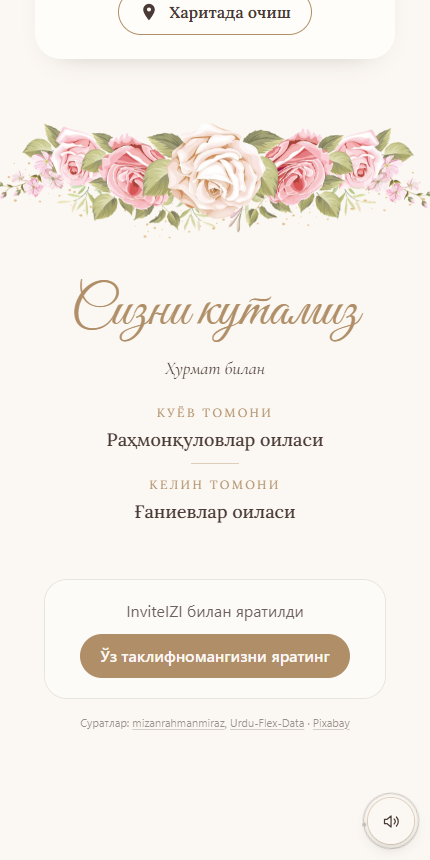 Харитада очиш
Сизни кутамиз
Хурмат билан
КУЁВ ТОМОНИ
Раҳмонқуловлар оиласи
КЕЛИН ТОМОНИ
Ғаниевлар оиласи
InviteIZI билан яратилди
Ўз таклифномангизни яратинг
Суратлар: mizanrahmanmiraz, Urdu-Flex-Data · Pixabay